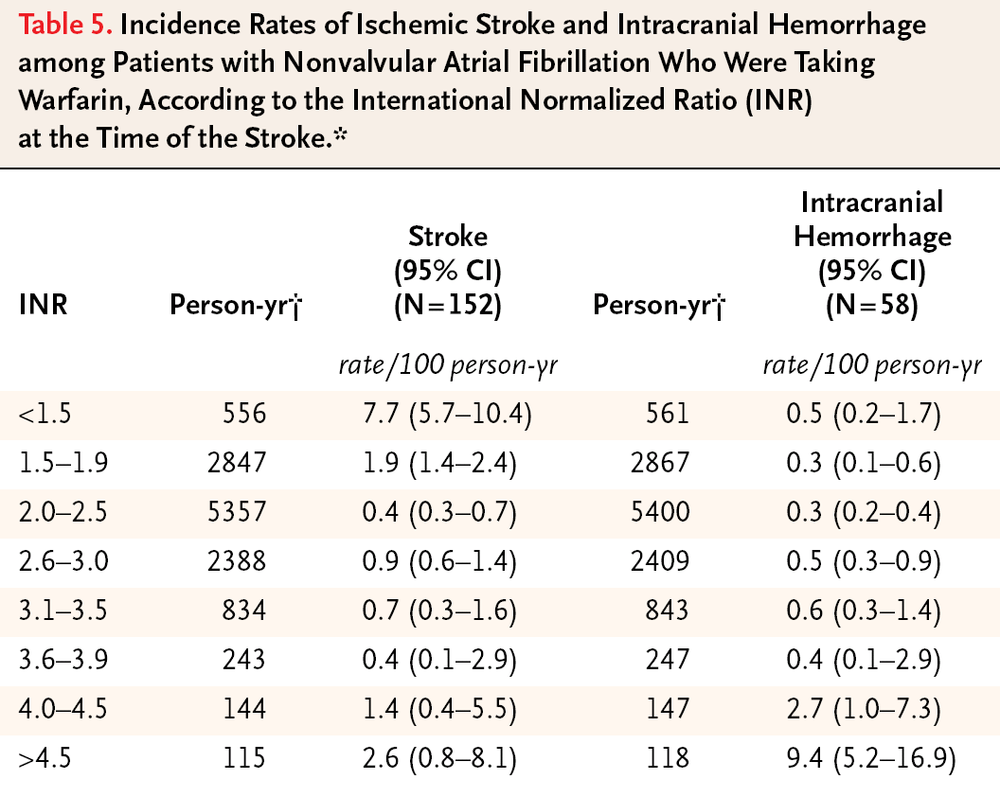 Table 5. Incidence Rates of Ischemic Stroke and Intracranial Hemorrhage
among Patients with Nonvalvular Atrial Fibrillation Who Were Taking
Warfarin, According to the International Normalized Ratio (INR)
at the Time of the Stroke.*
INR Person-yr† Stroke (95% CI) (N=152) Person-yr† Intracranial Hemorrhage (95% CI) (N=58)
rate/100 person-yr rate/100 person-yr
<1.5 556 7.7 (5.7–10.4) 561 0.5 (0.2–1.7)
1.5–1.9 2847 1.9 (1.4–2.4) 2867 0.3 (0.1–0.6)
2.0–2.5 5357 0.4 (0.3–0.7) 5400 0.3 (0.2–0.4)
2.6–3.0 2388 0.9 (0.6–1.4) 2409 0.5 (0.3–0.9)
3.1–3.5 834 0.7 (0.3–1.6) 843 0.6 (0.3–1.4)
3.6–3.9 243 0.4 (0.1–2.9) 247 0.4 (0.1–2.9)
4.0–4.5 144 1.4 (0.4–5.5) 147 2.7 (1.0–7.3)
>4.5 115 2.6 (0.8–8.1) 118 9.4 (5.2–16.9)